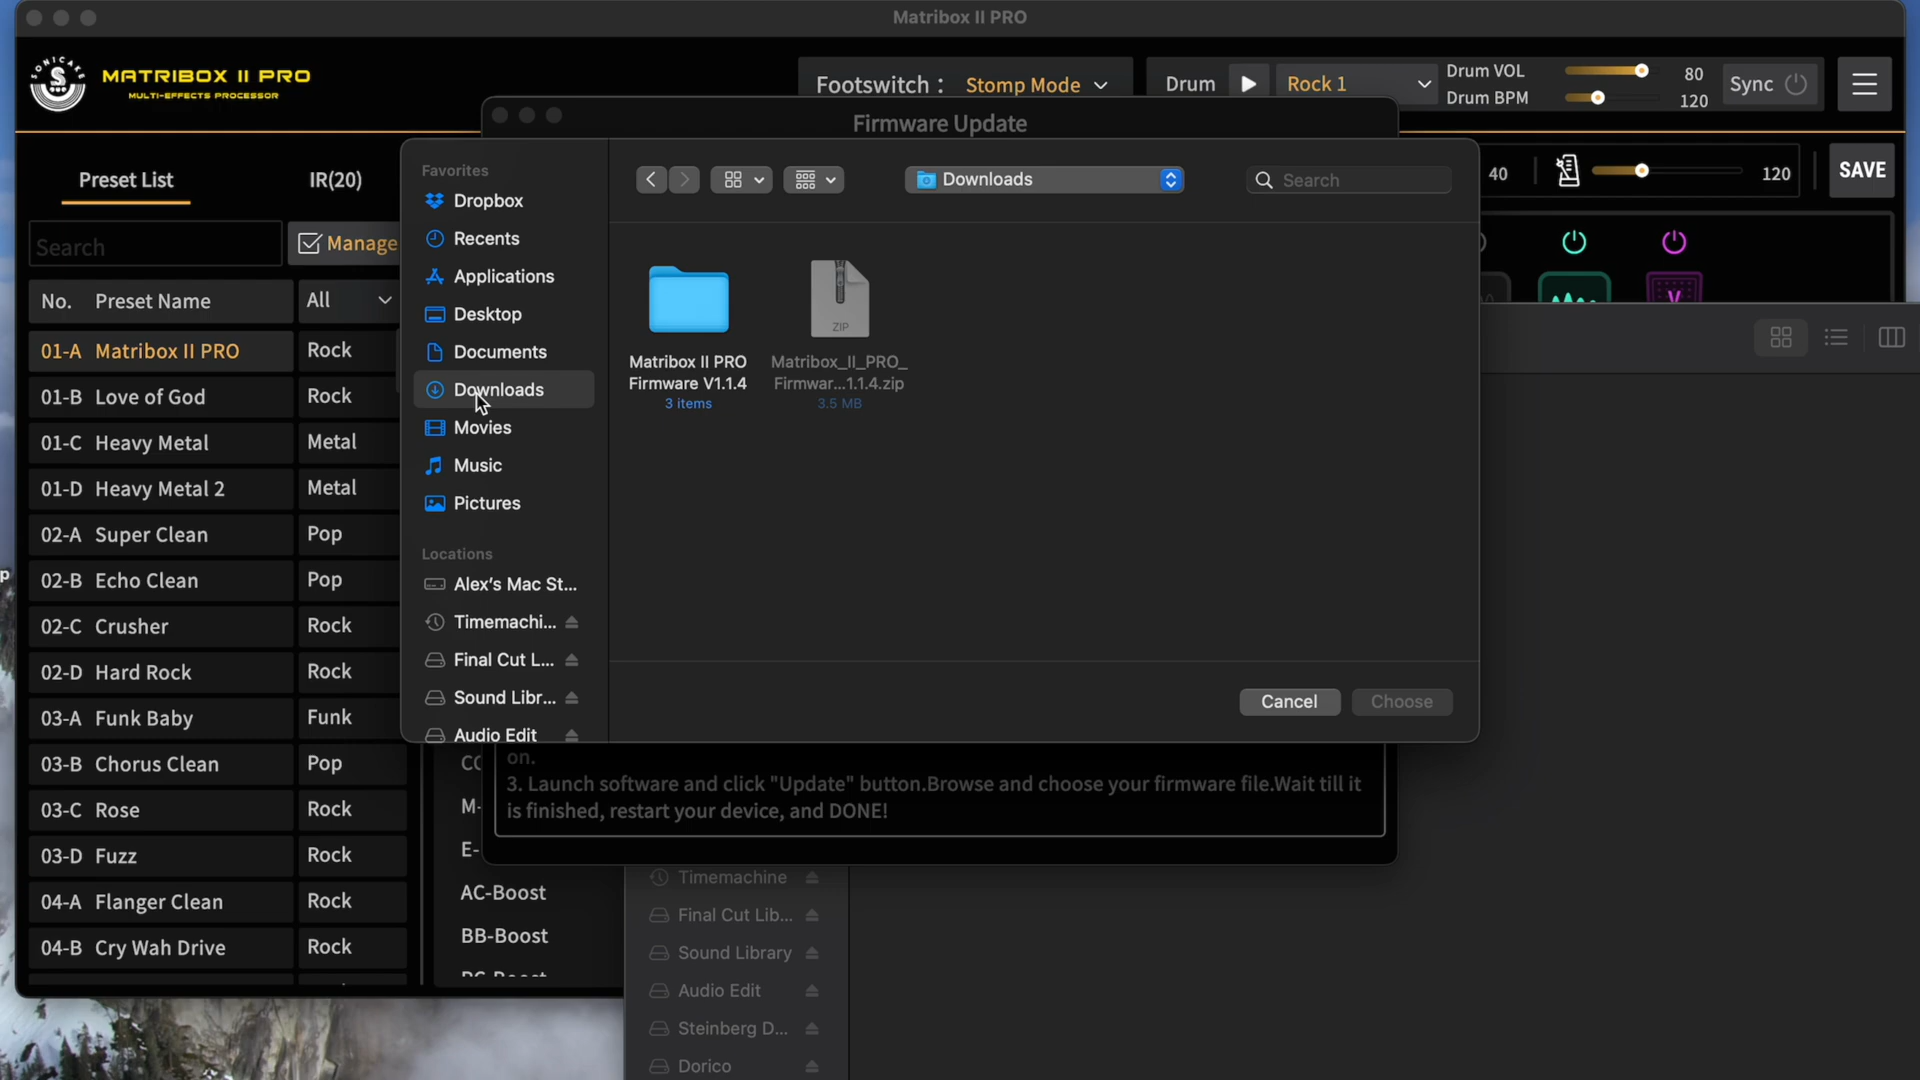 Matribox II PRO
SONICAKE
MATRIBOX II PRO
MULTI-EFFECTS PROCESSOR
Footswitch :
Stomp Mode
Drum
Rock 1
Drum VOL
80
Drum BPM
120
Sync
Firmware Update
Preset List
IR(20)
40
120
SAVE
Search
Manage
No. Preset Name
All
01-A Matribox II PRO
Rock
01-B Love of God
Rock
01-C Heavy Metal
Metal
01-D Heavy Metal 2
Metal
02-A Super Clean
Pop
02-B Echo Clean
Pop
02-C Crusher
Rock
02-D Hard Rock
Rock
03-A Funk Baby
Funk
03-B Chorus Clean
Pop
03-C Rose
Rock
03-D Fuzz
Rock
04-A Flanger Clean
Rock
04-B Cry Wah Drive
Rock
Favorites
Dropbox
Recents
Applications
Desktop
Documents
Downloads
Movies
Music
Pictures
Locations
Alex's Mac St...
Timemachi...
Final Cut L...
Sound Libr...
Audio Edit
Downloads
Search
Matribox II PRO
Firmware V1.1.4
3 items
ZIP
Matribox_II_PRO_
Firmwar...1.1.4.zip
3.5 MB
Cancel
Choose
on.
3. Launch software and click "Update" button.Browse and choose your firmware file.Wait till it
is finished, restart your device, and DONE!
M-
E-
AC-Boost
BB-Boost
Timemachine
Final Cut Lib...
Sound Library
Audio Edit
Steinberg D...
Dorico